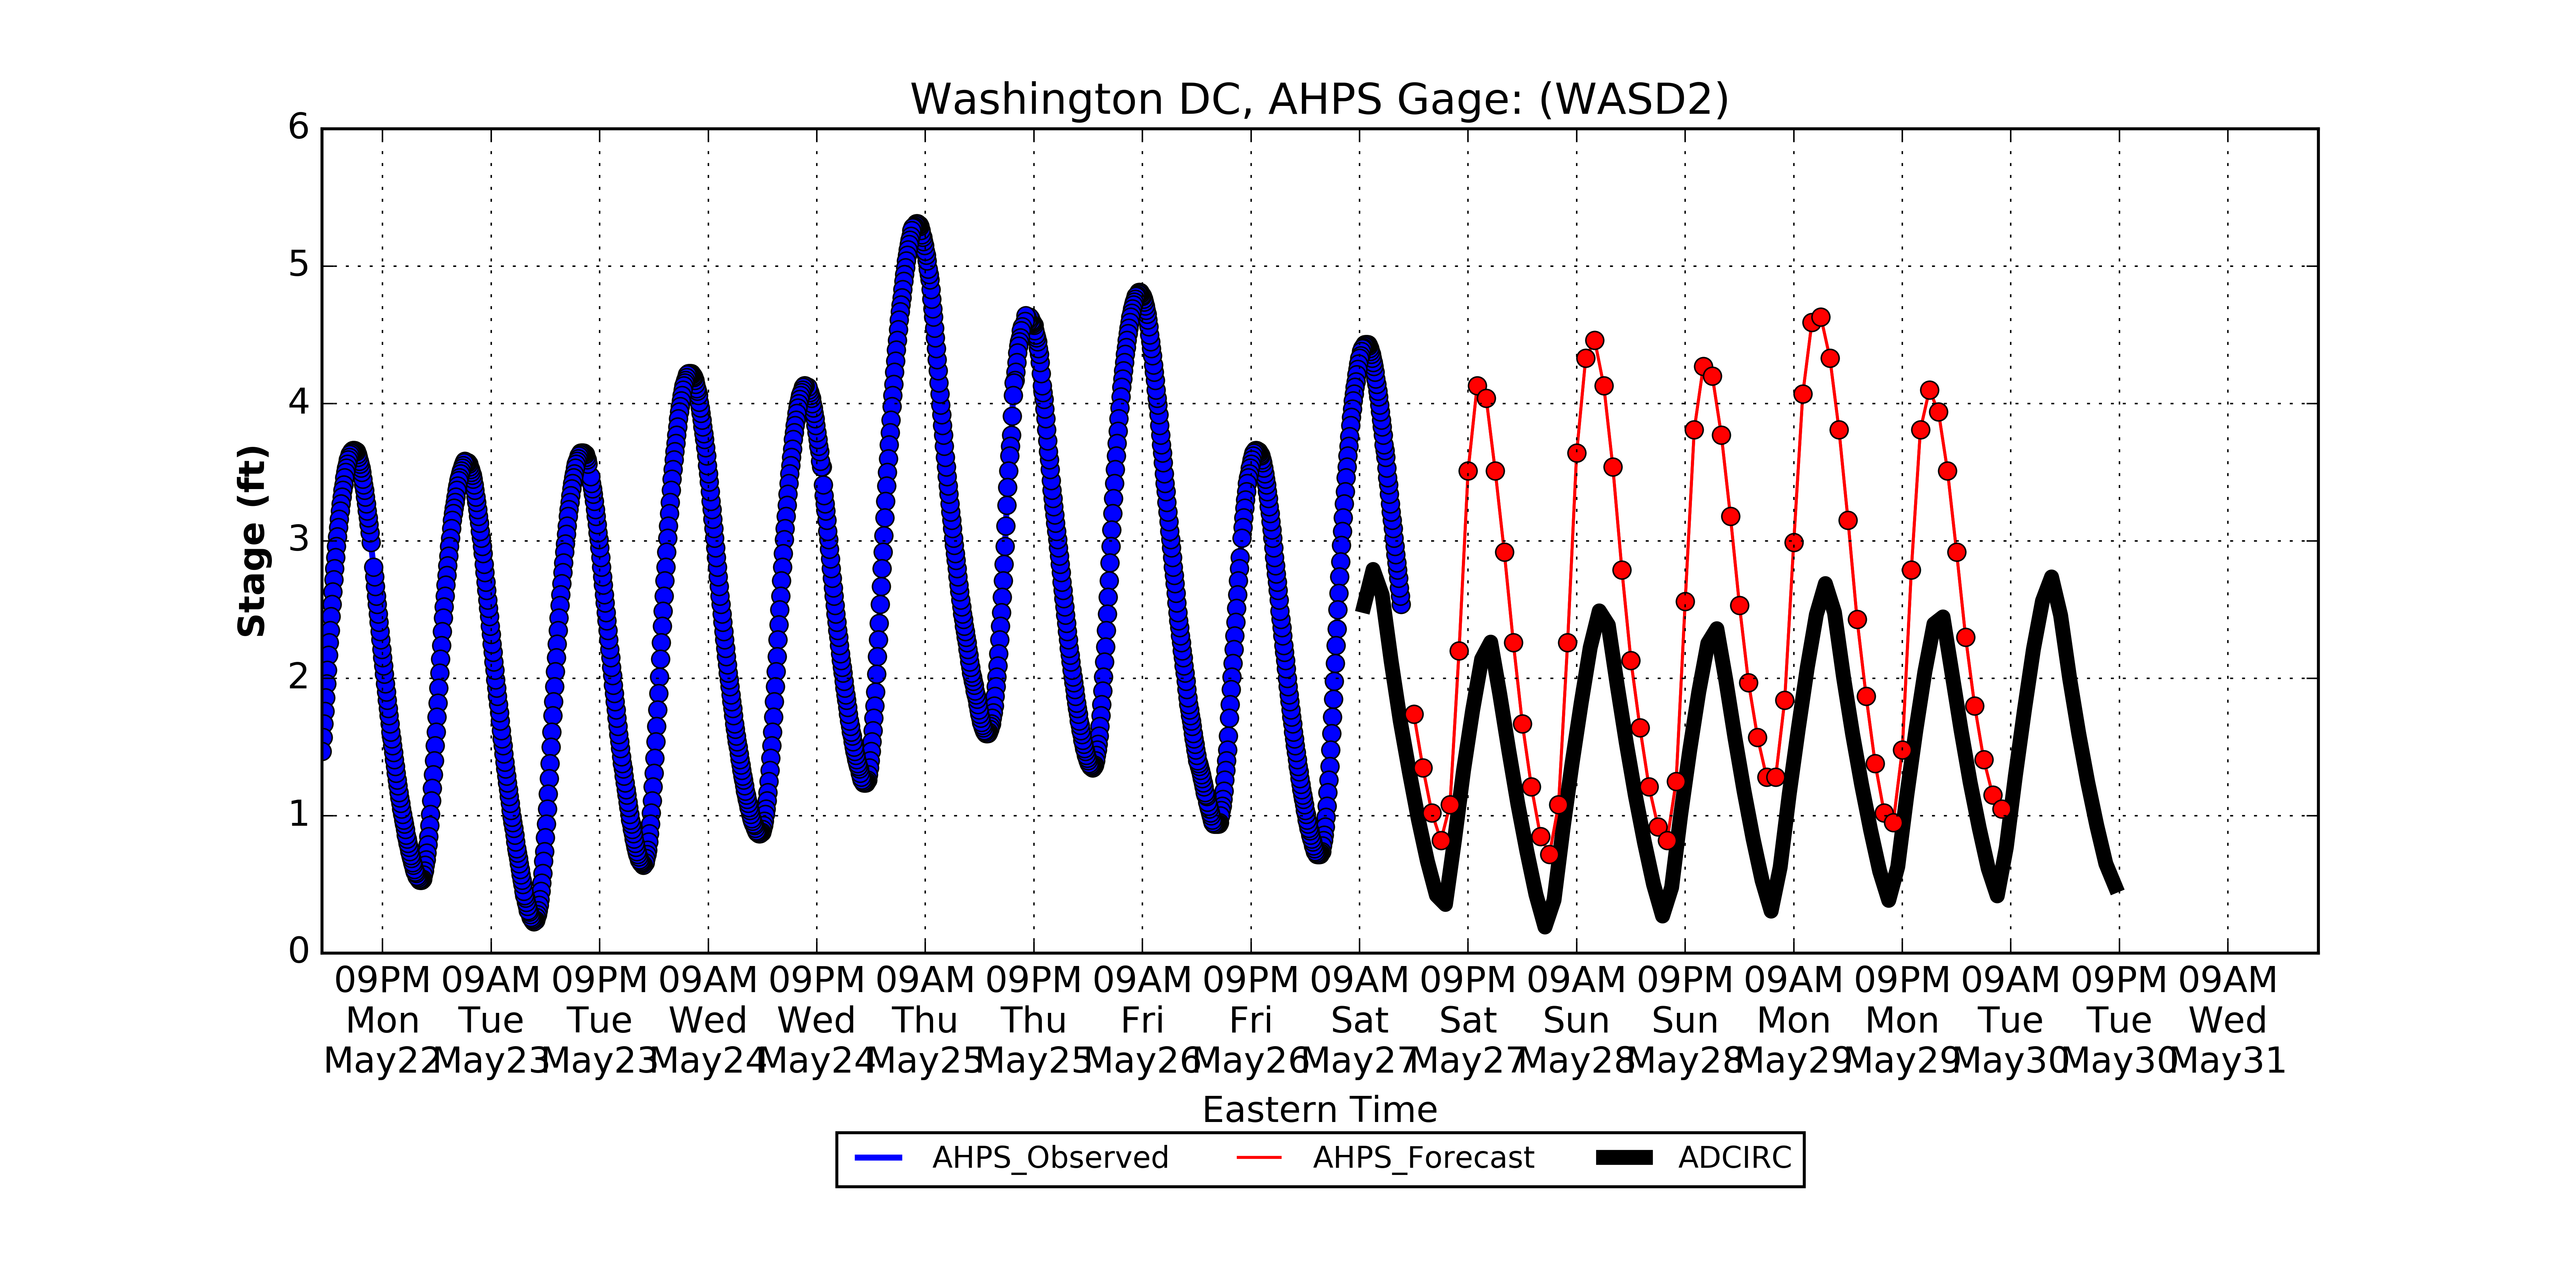 Washington DC, AHPS Gage: (WASD2)
6
5
4
3
2
1
0
Stage (ft)
09PM 09AM 09PM 09AM 09PM 09AM 09PM 09AM 09PM 09AM 09PM 09AM 09PM 09AM 09PM 09AM 09PM 09AM
Mon Tue Tue Wed Wed Thu Thu Fri Fri Sat Sat Sun Sun Mon Mon Tue Tue Wed
May22 May23 May23 May24 May24 May25 May25 May26 May26 May27 May27 May28 May28 May29 May29 May30 May30 May31
Eastern Time
AHPS_Observed AHPS_Forecast ADCIRC